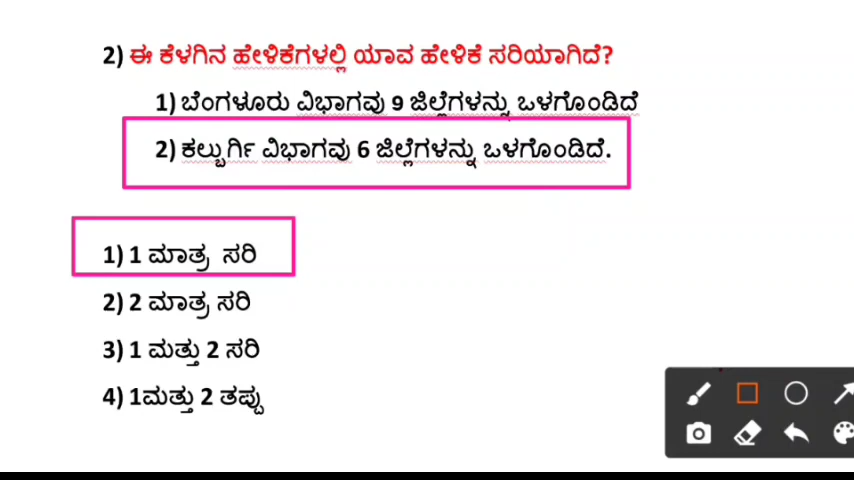 2) ಈ ಕೆಳಗಿನ ಹೇಳಿಕೆಗಳಲ್ಲಿ ಯಾವ ಹೇಳಿಕೆ ಸರಿಯಾಗಿದೆ?
1) ಬೆಂಗಳೂರು ವಿಭಾಗವು 9 ಜಿಲ್ಲೆಗಳನ್ನು ಒಳಗೊಂಡಿದೆ
2) ಕಲ್ಬುರ್ಗಿ ವಿಭಾಗವು 6 ಜಿಲ್ಲೆಗಳನ್ನು ಒಳಗೊಂಡಿದೆ.
1) 1 ಮಾತ್ರ ಸರಿ
2) 2 ಮಾತ್ರ ಸರಿ
3) 1 ಮತ್ತು 2 ಸರಿ
4) 1ಮತ್ತು 2 ತಪ್ಪು